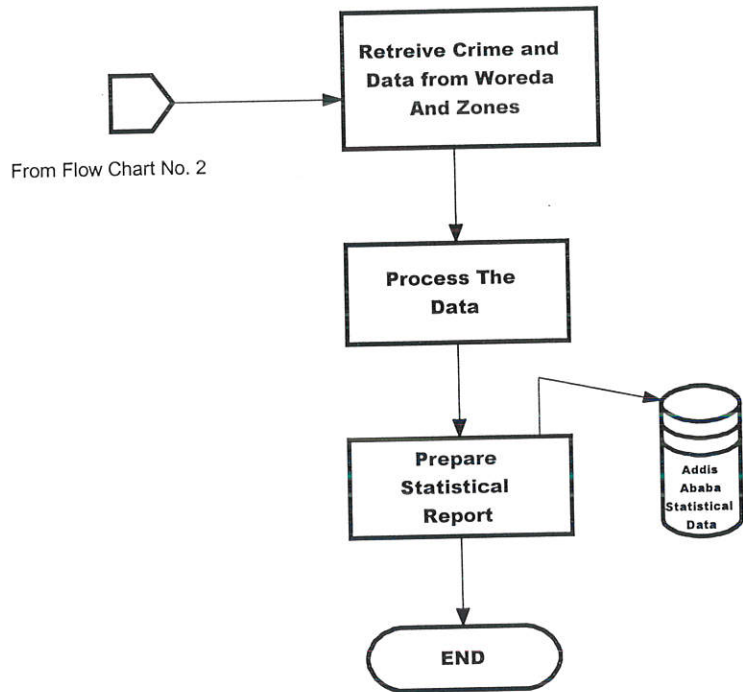 Retreive Crime and
Data from Woreda
And Zones
From Flow Chart No. 2
Process The
Data
Prepare
Statistical
Report
Addis
Ababa
Statistical
Data
END